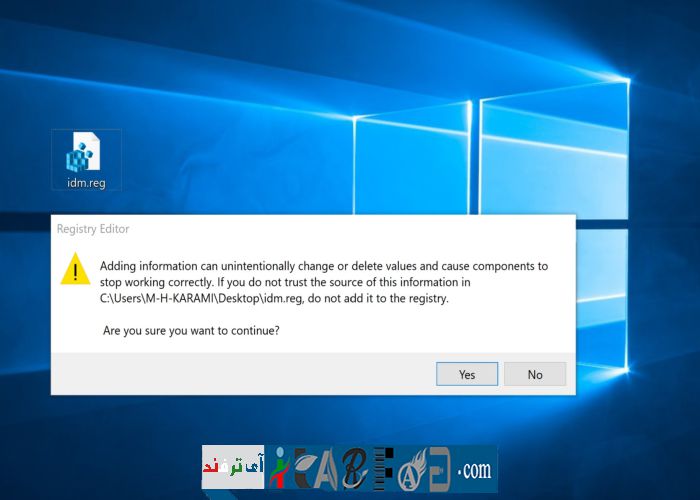 idm.reg
Registry Editor
Adding information can unintentionally change or delete values and cause components to
stop working correctly. If you do not trust the source of this information in
C:\Users\M-H-KARAMI\Desktop\idm.reg, do not add it to the registry.
Are you sure you want to continue?
Yes No
آی ترفند iTARFAND.com